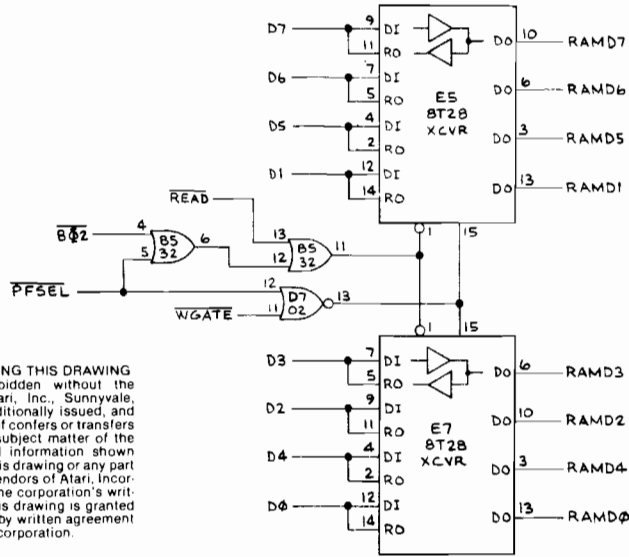 D7 9 DI DO 10 RAMD7
11 RO
D6 7 DI DO 6 RAMD6
5 RO
E5
8T28
XCVR
D5 4 DI DO 3 RAMD5
2 RO
D1 12 DI DO 13 RAMD1
14 RO
READ
1 15
BΦ2 4 6
5
B5
32
13 11
12
B5
32
PFSEL 12 13
WGATE 11
D7
02
1 15
D3 7 DI DO 6 RAMD3
5 RO
D2 9 DI DO 10 RAMD2
11 RO
E7
8T28
XCVR
D4 4 DI DO 3 RAMD4
2 RO
DΦ 12 DI DO 13 RAMDΦ
14 RO
ING THIS DRAWING
bidden without the
ari, Inc., Sunnyvale,
ditionally issued, and
f confers or transfers
subject matter of the
l information shown
is drawing or any part
endors of Atari, Incor-
he corporation's writ-
is drawing is granted
by written agreement
corporation.